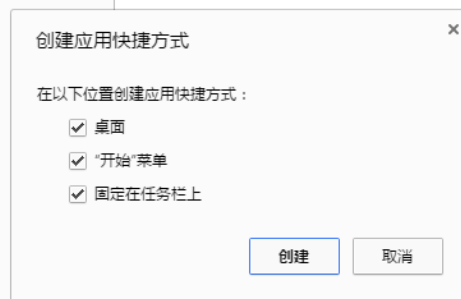 创建应用快捷方式
在以下位置创建应用快捷方式：
桌面
“开始”菜单
固定在任务栏上
创建 取消